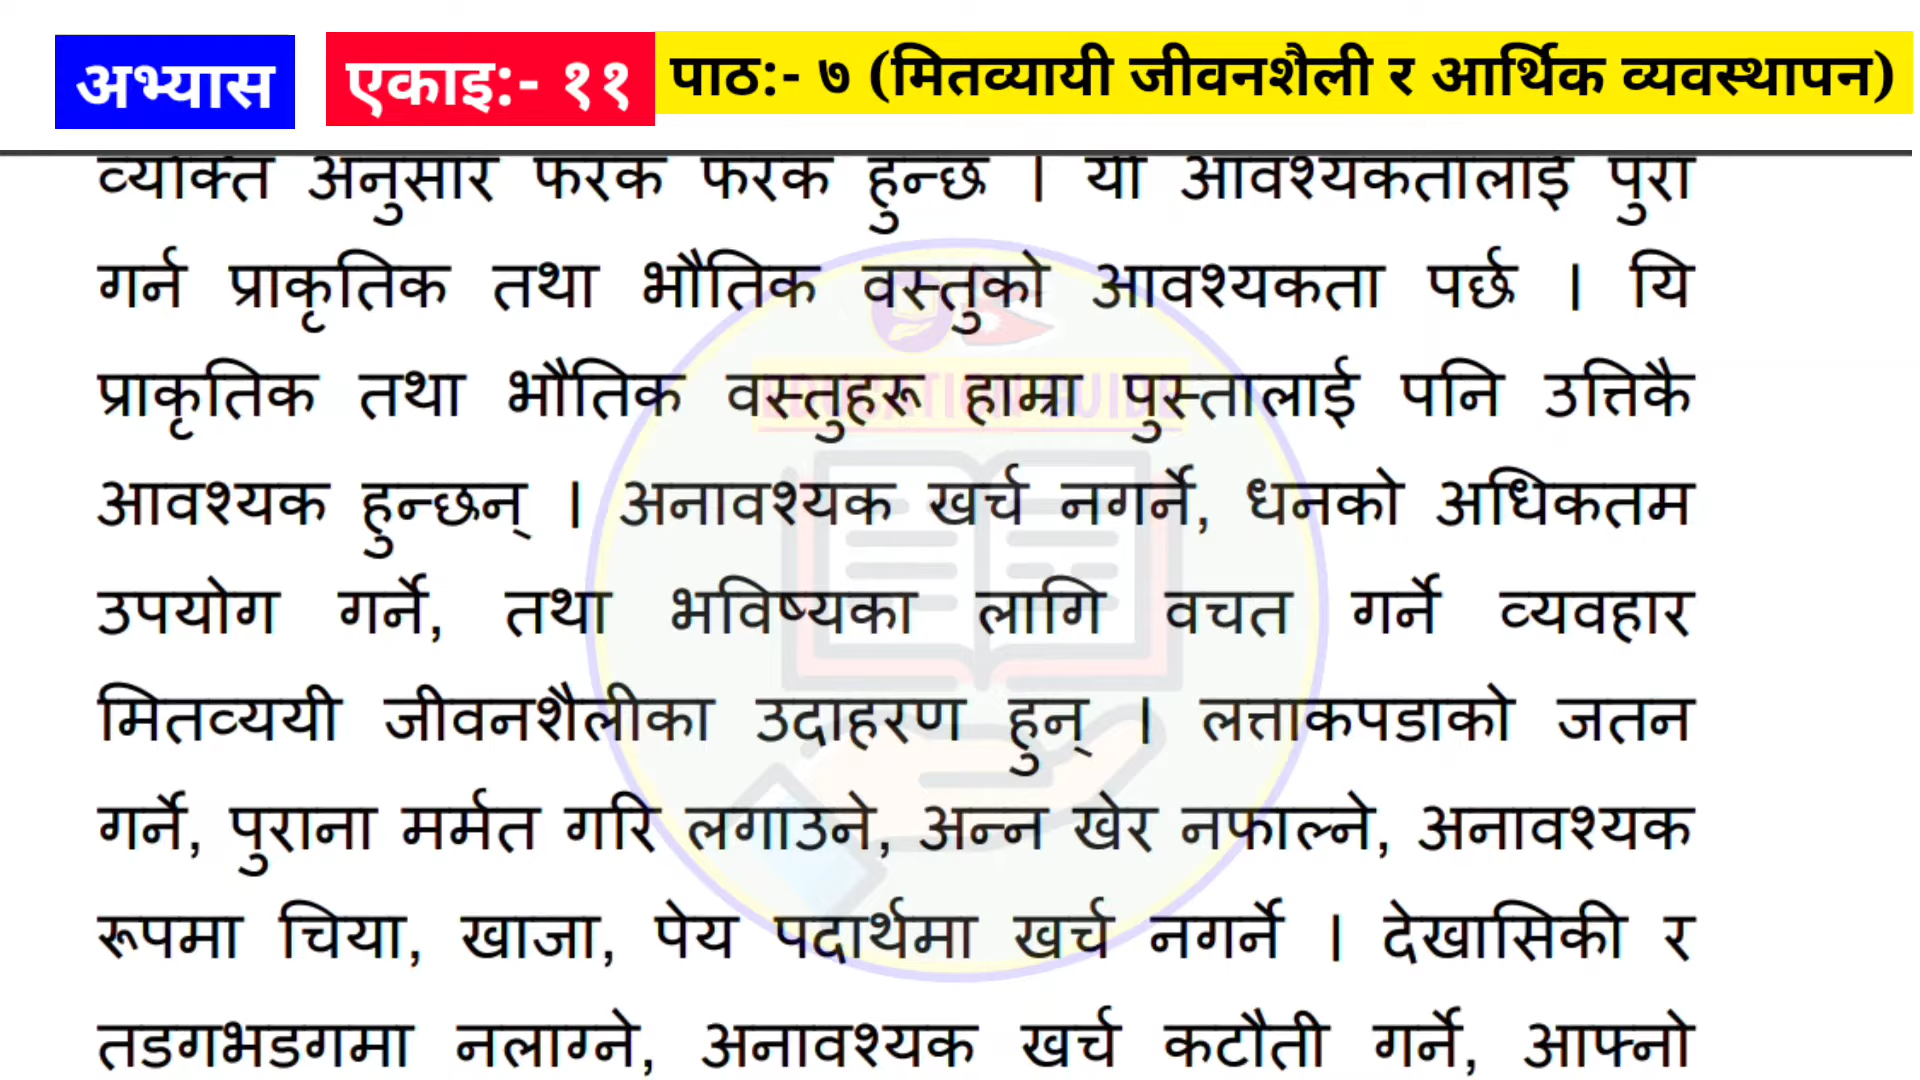 अभ्यास एकाइ:- ११ पाठ:- ७ (मितव्यायी जीवनशैली र आर्थिक व्यवस्थापन)
व्यक्ति अनुसार फरक फरक हुन्छ । यी आवश्यकतालाई पुरा
गर्न प्राकृतिक तथा भौतिक वस्तुको आवश्यकता पर्छ । यि
प्राकृतिक तथा भौतिक वस्तुहरू हाम्रा पुस्तालाई पनि उत्तिकै
EDUCATION GUIDE
आवश्यक हुन्छन् । अनावश्यक खर्च नगर्ने, धनको अधिकतम
उपयोग गर्ने, तथा भविष्यका लागि वचत गर्ने व्यवहार
मितव्ययी जीवनशैलीका उदाहरण हुन् । लत्ताकपडाको जतन
गर्ने, पुराना मर्मत गरि लगाउने, अन्न खेर नफाल्ने, अनावश्यक
रूपमा चिया, खाजा, पेय पदार्थमा खर्च नगर्ने । देखासिकी र
तडगभडगमा नलाग्ने, अनावश्यक खर्च कटौती गर्ने, आफ्नो